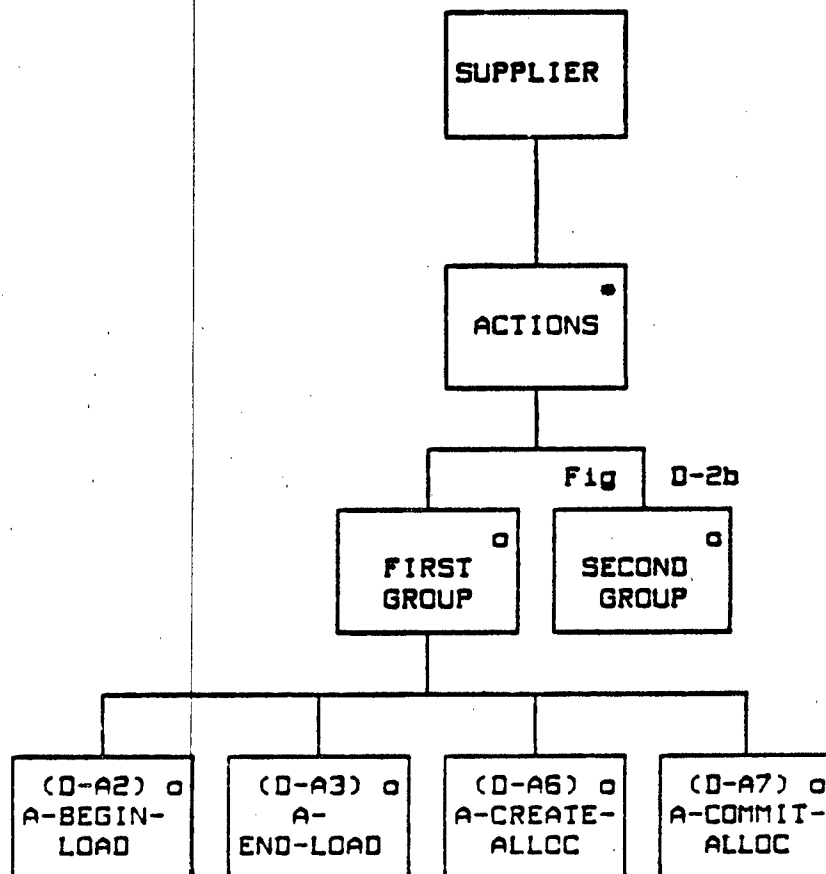 SUPPLIER
*
ACTIONS
Fig D-2b
o
FIRST
GROUP
o
SECOND
GROUP
(D-A2) o
A-BEGIN-
LOAD
(D-A3) o
A-
END-LOAD
(D-A6) o
A-CREATE-
ALLCC
(D-A7) o
A-COMMIT-
ALLOC